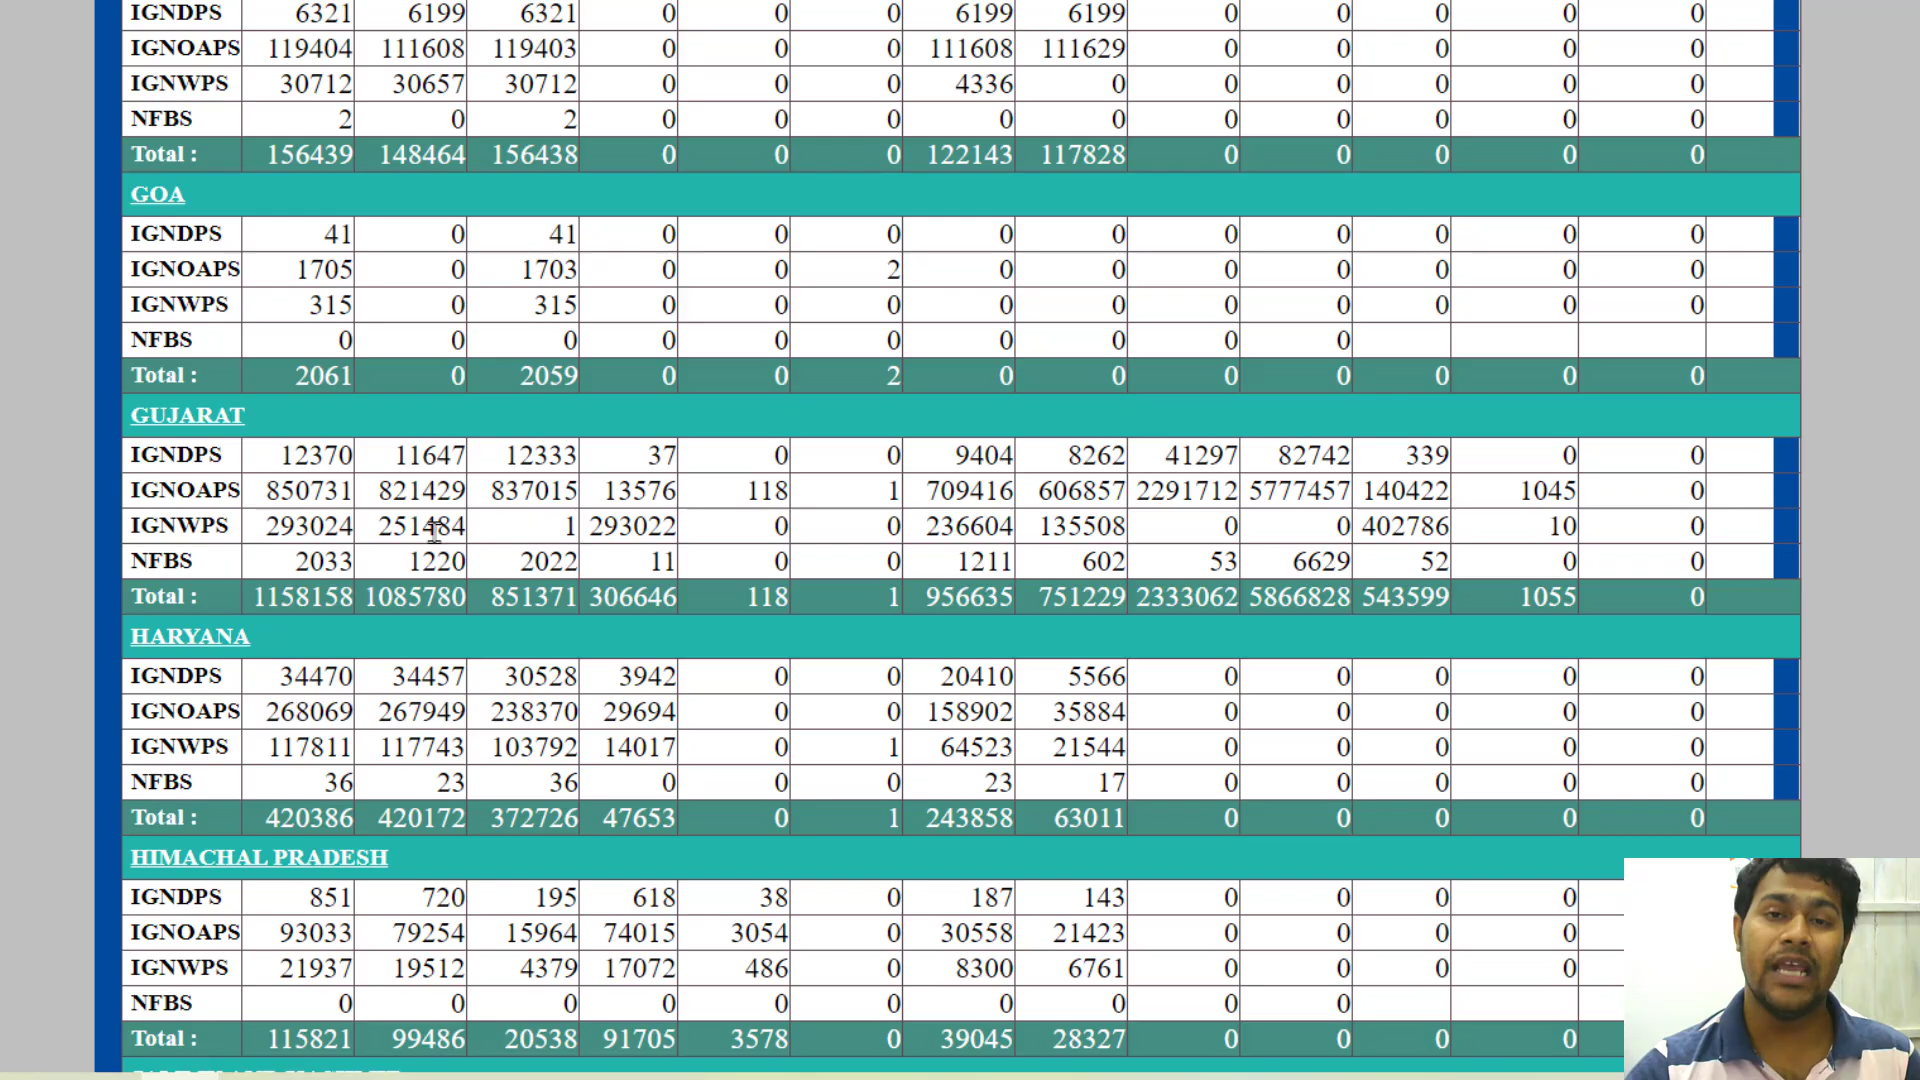 IGNDPS 6321 6199 6321 0 0 0 6199 6199 0 0 0 0 0
IGNOAPS 119404 111608 119403 0 0 0 111608 111629 0 0 0 0 0
IGNWPS 30712 30657 30712 0 0 0 4336 0 0 0 0 0 0
NFBS 2 0 2 0 0 0 0 0 0 0 0 0 0
Total : 156439 148464 156438 0 0 0 122143 117828 0 0 0 0 0
GOA
IGNDPS 41 0 41 0 0 0 0 0 0 0 0 0 0
IGNOAPS 1705 0 1703 0 0 2 0 0 0 0 0 0 0
IGNWPS 315 0 315 0 0 0 0 0 0 0 0 0 0
NFBS 0 0 0 0 0 0 0 0 0 0
Total : 2061 0 2059 0 0 2 0 0 0 0 0 0 0
GUJARAT
IGNDPS 12370 11647 12333 37 0 0 9404 8262 41297 82742 339 0 0
IGNOAPS 850731 821429 837015 13576 118 1 709416 606857 2291712 5777457 140422 1045 0
IGNWPS 293024 251484 1 293022 0 0 236604 135508 0 0 402786 10 0
NFBS 2033 1220 2022 11 0 0 1211 602 53 6629 52 0 0
Total : 1158158 1085780 851371 306646 118 1 956635 751229 2333062 5866828 543599 1055 0
HARYANA
IGNDPS 34470 34457 30528 3942 0 0 20410 5566 0 0 0 0 0
IGNOAPS 268069 267949 238370 29694 0 0 158902 35884 0 0 0 0 0
IGNWPS 117811 117743 103792 14017 0 1 64523 21544 0 0 0 0 0
NFBS 36 23 36 0 0 0 23 17 0 0 0 0 0
Total : 420386 420172 372726 47653 0 1 243858 63011 0 0 0 0 0
HIMACHAL PRADESH
IGNDPS 851 720 195 618 38 0 187 143 0 0 0 0
IGNOAPS 93033 79254 15964 74015 3054 0 30558 21423 0 0 0 0
IGNWPS 21937 19512 4379 17072 486 0 8300 6761 0 0 0 0
NFBS 0 0 0 0 0 0 0 0 0 0
Total : 115821 99486 20538 91705 3578 0 39045 28327 0 0 0 0